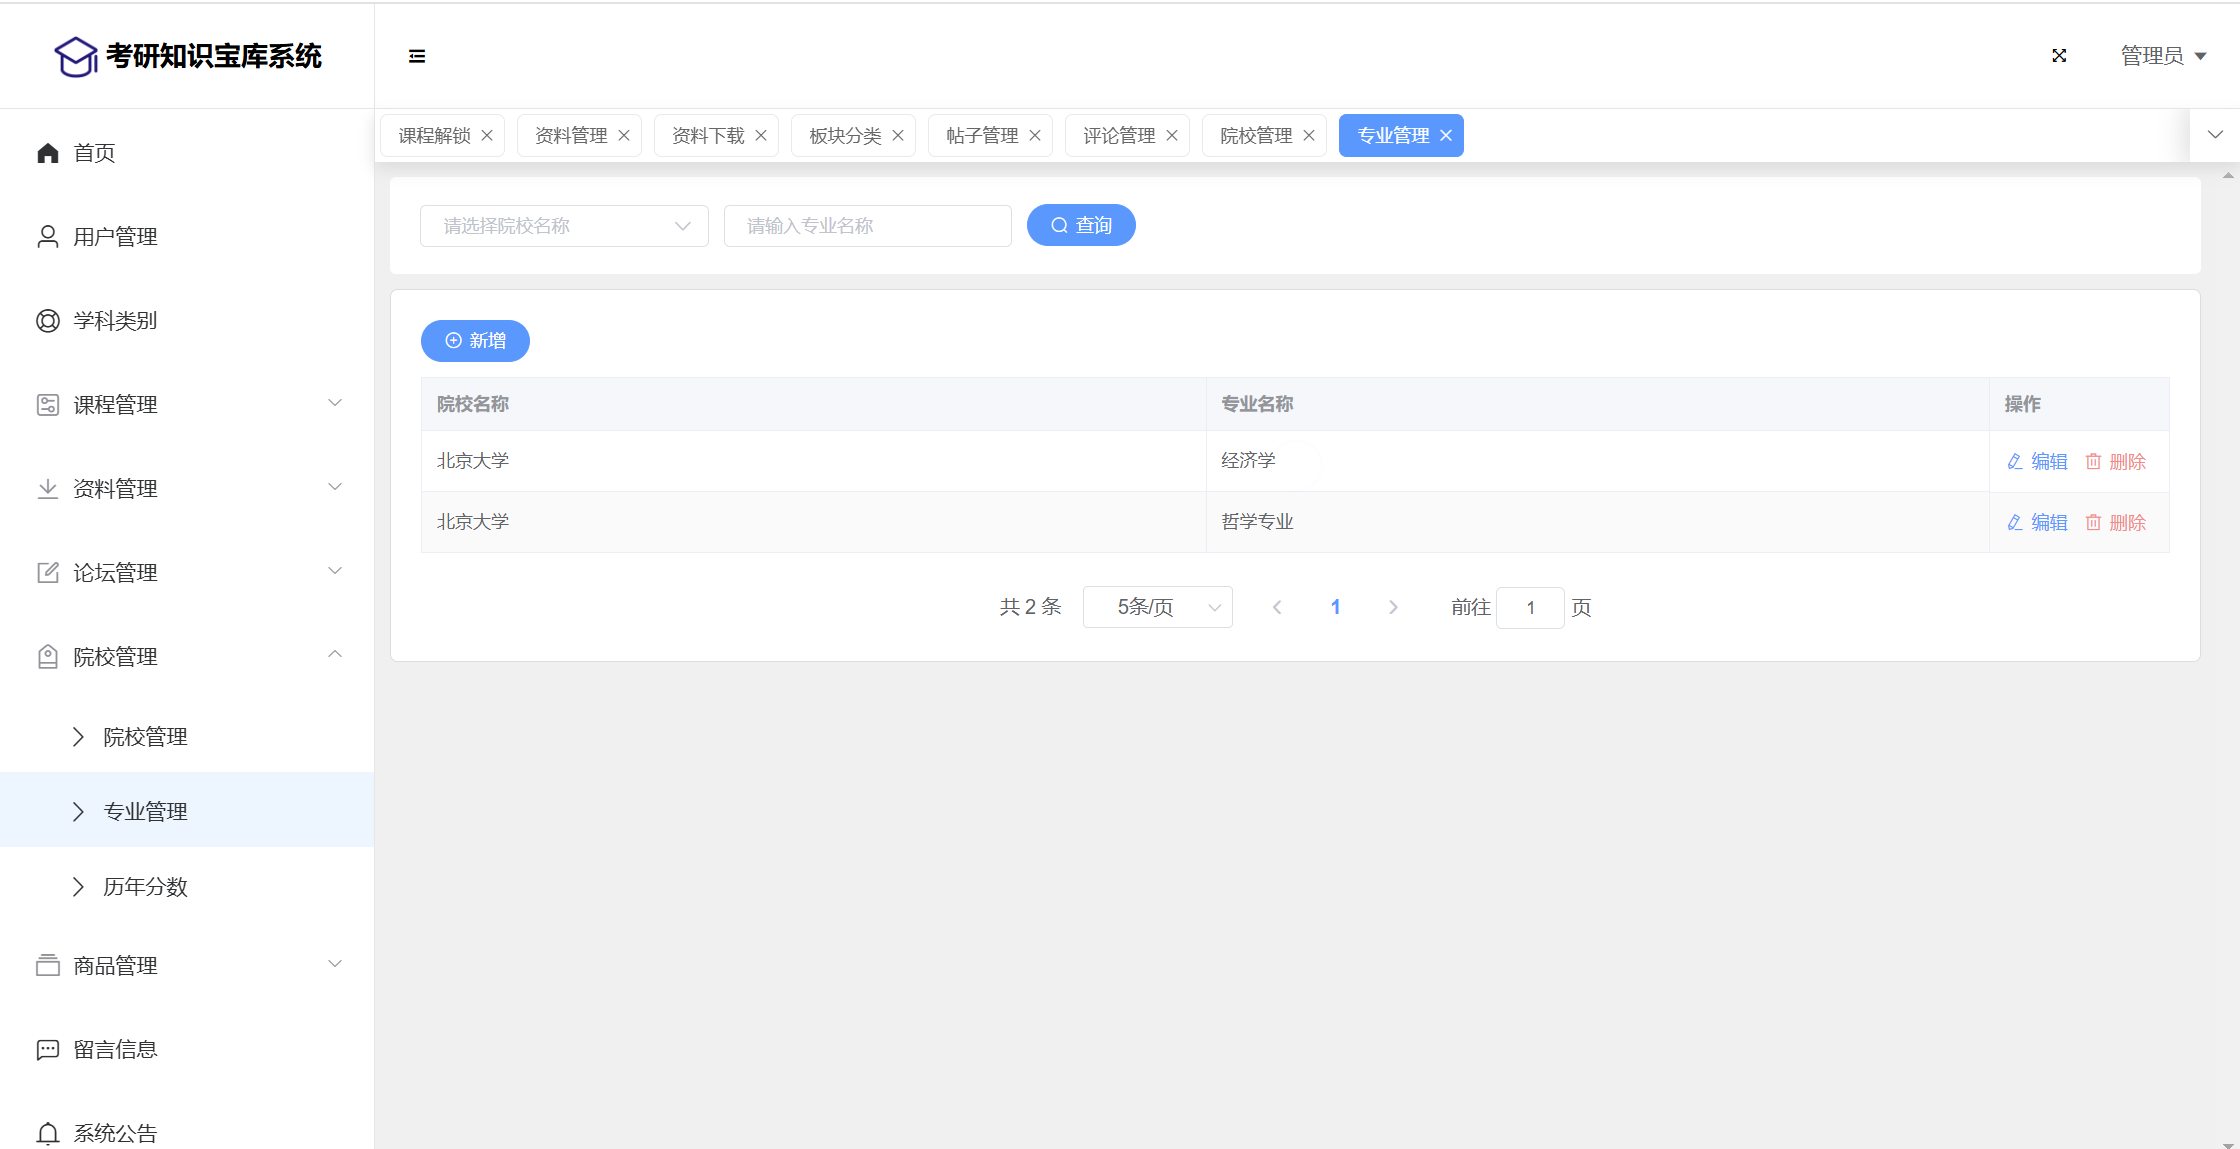 考研知识宝库系统
管理员
首页
用户管理
学科类别
课程管理
资料管理
论坛管理
院校管理
院校管理
专业管理
历年分数
商品管理
留言信息
系统公告
课程解锁 资料管理 资料下载 板块分类 帖子管理 评论管理 院校管理 专业管理
请选择院校名称 请输入专业名称 查询
新增
院校名称 专业名称 操作
北京大学 经济学 编辑 删除
北京大学 哲学专业 编辑 删除
共 2 条 5条/页 1 前往 1 页